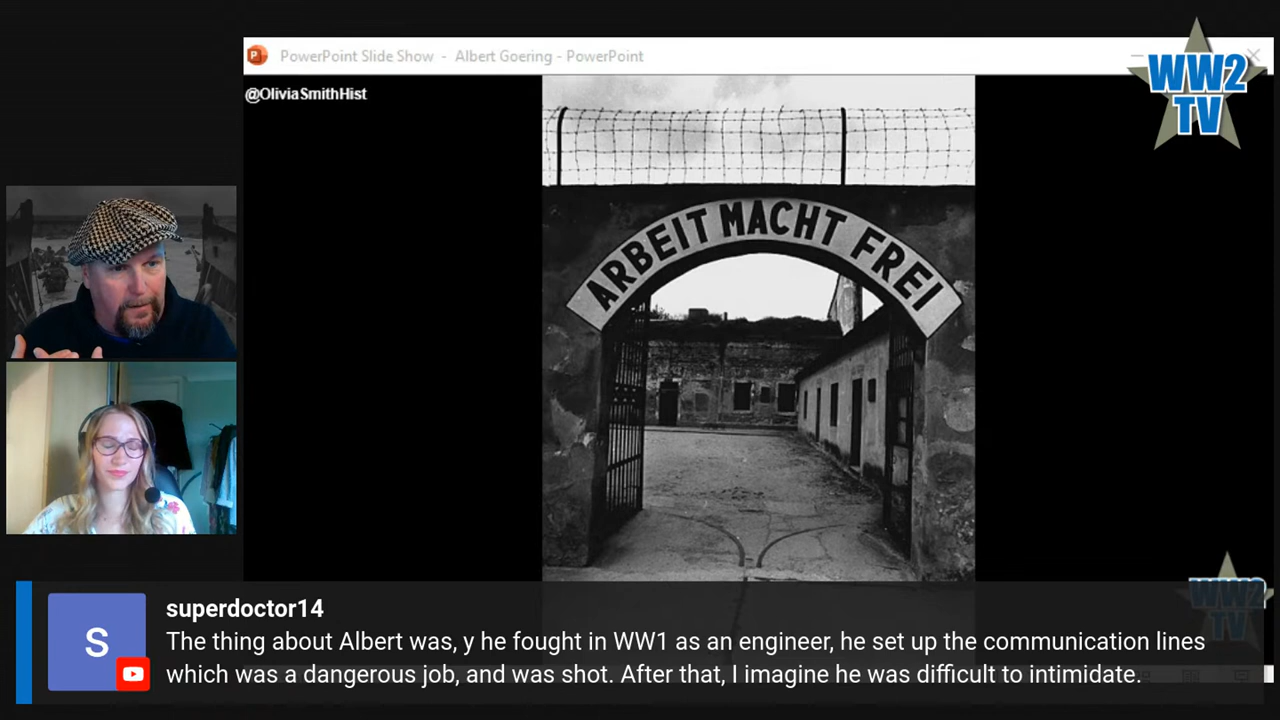 PowerPoint Slide Show - Albert Goering - PowerPoint
@OliviaSmithHist
WW2
TV
ARBEIT MACHT FREI
WW2
TV
S
superdoctor14
The thing about Albert was, y he fought in WW1 as an engineer, he set up the communication lines
which was a dangerous job, and was shot. After that, I imagine he was difficult to intimidate.